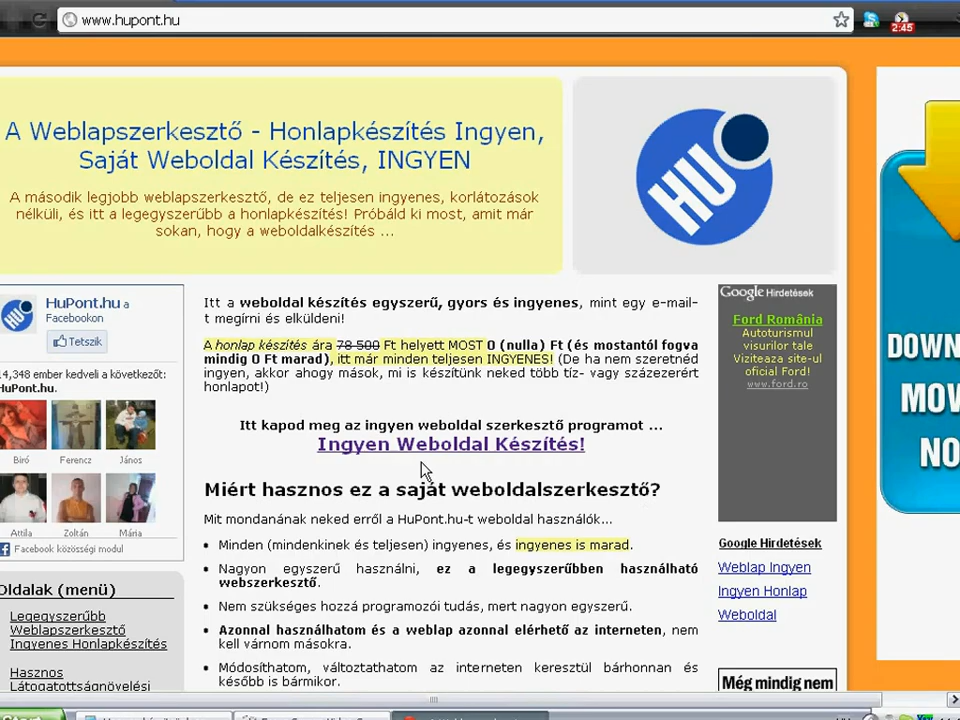 www.hupont.hu
2:45
A Weblapszerkesztő - Honlapkészítés Ingyen,
Saját Weboldal Készítés, INGYEN
A második legjobb weblapszerkesztő, de ez teljesen ingyenes, korlátozások
nélküli, és itt a legegyszerűbb a honlapkészítés! Próbáld ki most, amit már
sokan, hogy a weboldalkészítés ...
HU
HU
HuPont.hu a
Facebookon
Tetszik
14,348 ember kedveli a következőt:
HuPont.hu.
Biró Ferencz János
Attila Zoltán Mária
Facebook közösségi modul
Oldalak (menü)
Legegyszerűbb
Weblapszerkesztő
Ingyenes Honlapkészítés
Hasznos
Látogatottságnövelési
Itt a weboldal készítés egyszerű, gyors és ingyenes, mint egy e-mail-
t megírni és elküldeni!
A honlap készítés ára 78 500 Ft helyett MOST 0 (nulla) Ft (és mostantól fogva
mindig 0 Ft marad), itt már minden teljesen INGYENES! (De ha nem szeretnéd
ingyen, akkor ahogy mások, mi is készítünk neked több tíz- vagy százezerért
honlapot!)
Itt kapod meg az ingyen weboldal szerkesztő programot ...
Ingyen Weboldal Készítés!
Miért hasznos ez a saját weboldalszerkesztő?
Mit mondanának neked erről a HuPont.hu-t weboldal használók...
• Minden (mindenkinek és teljesen) ingyenes, és ingyenes is marad.
• Nagyon egyszerű használni, ez a legegyszerűbben használható
webszerkesztő.
• Nem szükséges hozzá programozói tudás, mert nagyon egyszerű.
• Azonnal használhatom és a weblap azonnal elérhető az interneten, nem
kell várnom másokra.
• Módosíthatom, változtathatom az interneten keresztül bárhonnan és
később is bármikor.
Google Hirdetések
Ford România
Autoturismul
visurilor tale
Viziteaza site-ul
oficial Ford!
www.ford.ro
Google Hirdetések
Weblap Ingyen
Ingyen Honlap
Weboldal
Még mindig nem
DOWN
MOV
NO
Start